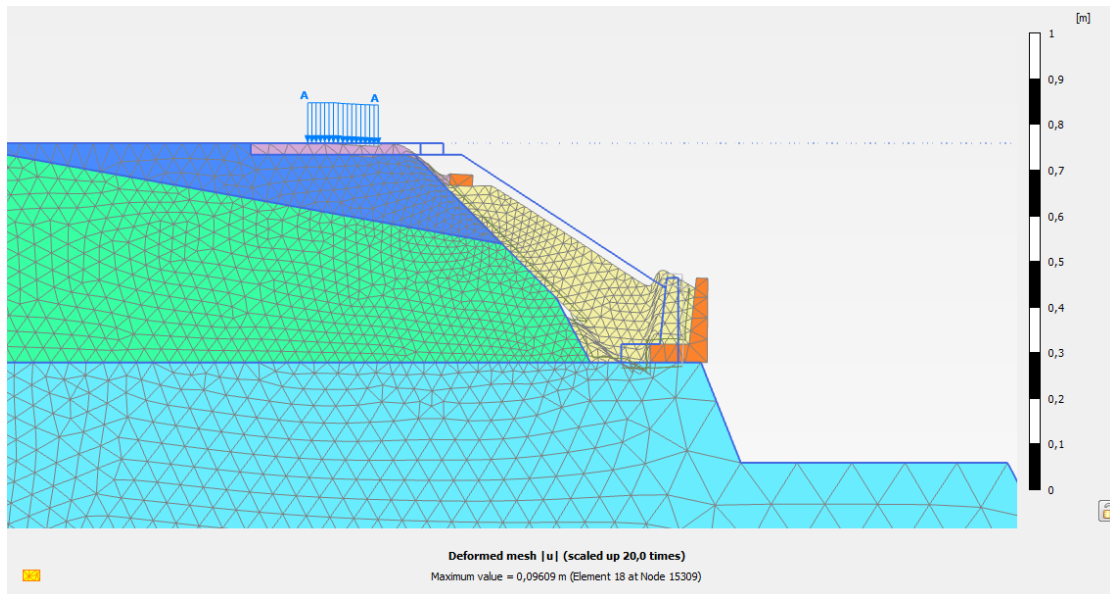 [m]
A A
1
0,9
0,8
0,7
0,6
0,5
0,4
0,3
0,2
0,1
0
Deformed mesh |u| (scaled up 20,0 times)
Maximum value = 0,09609 m (Element 18 at Node 15309)